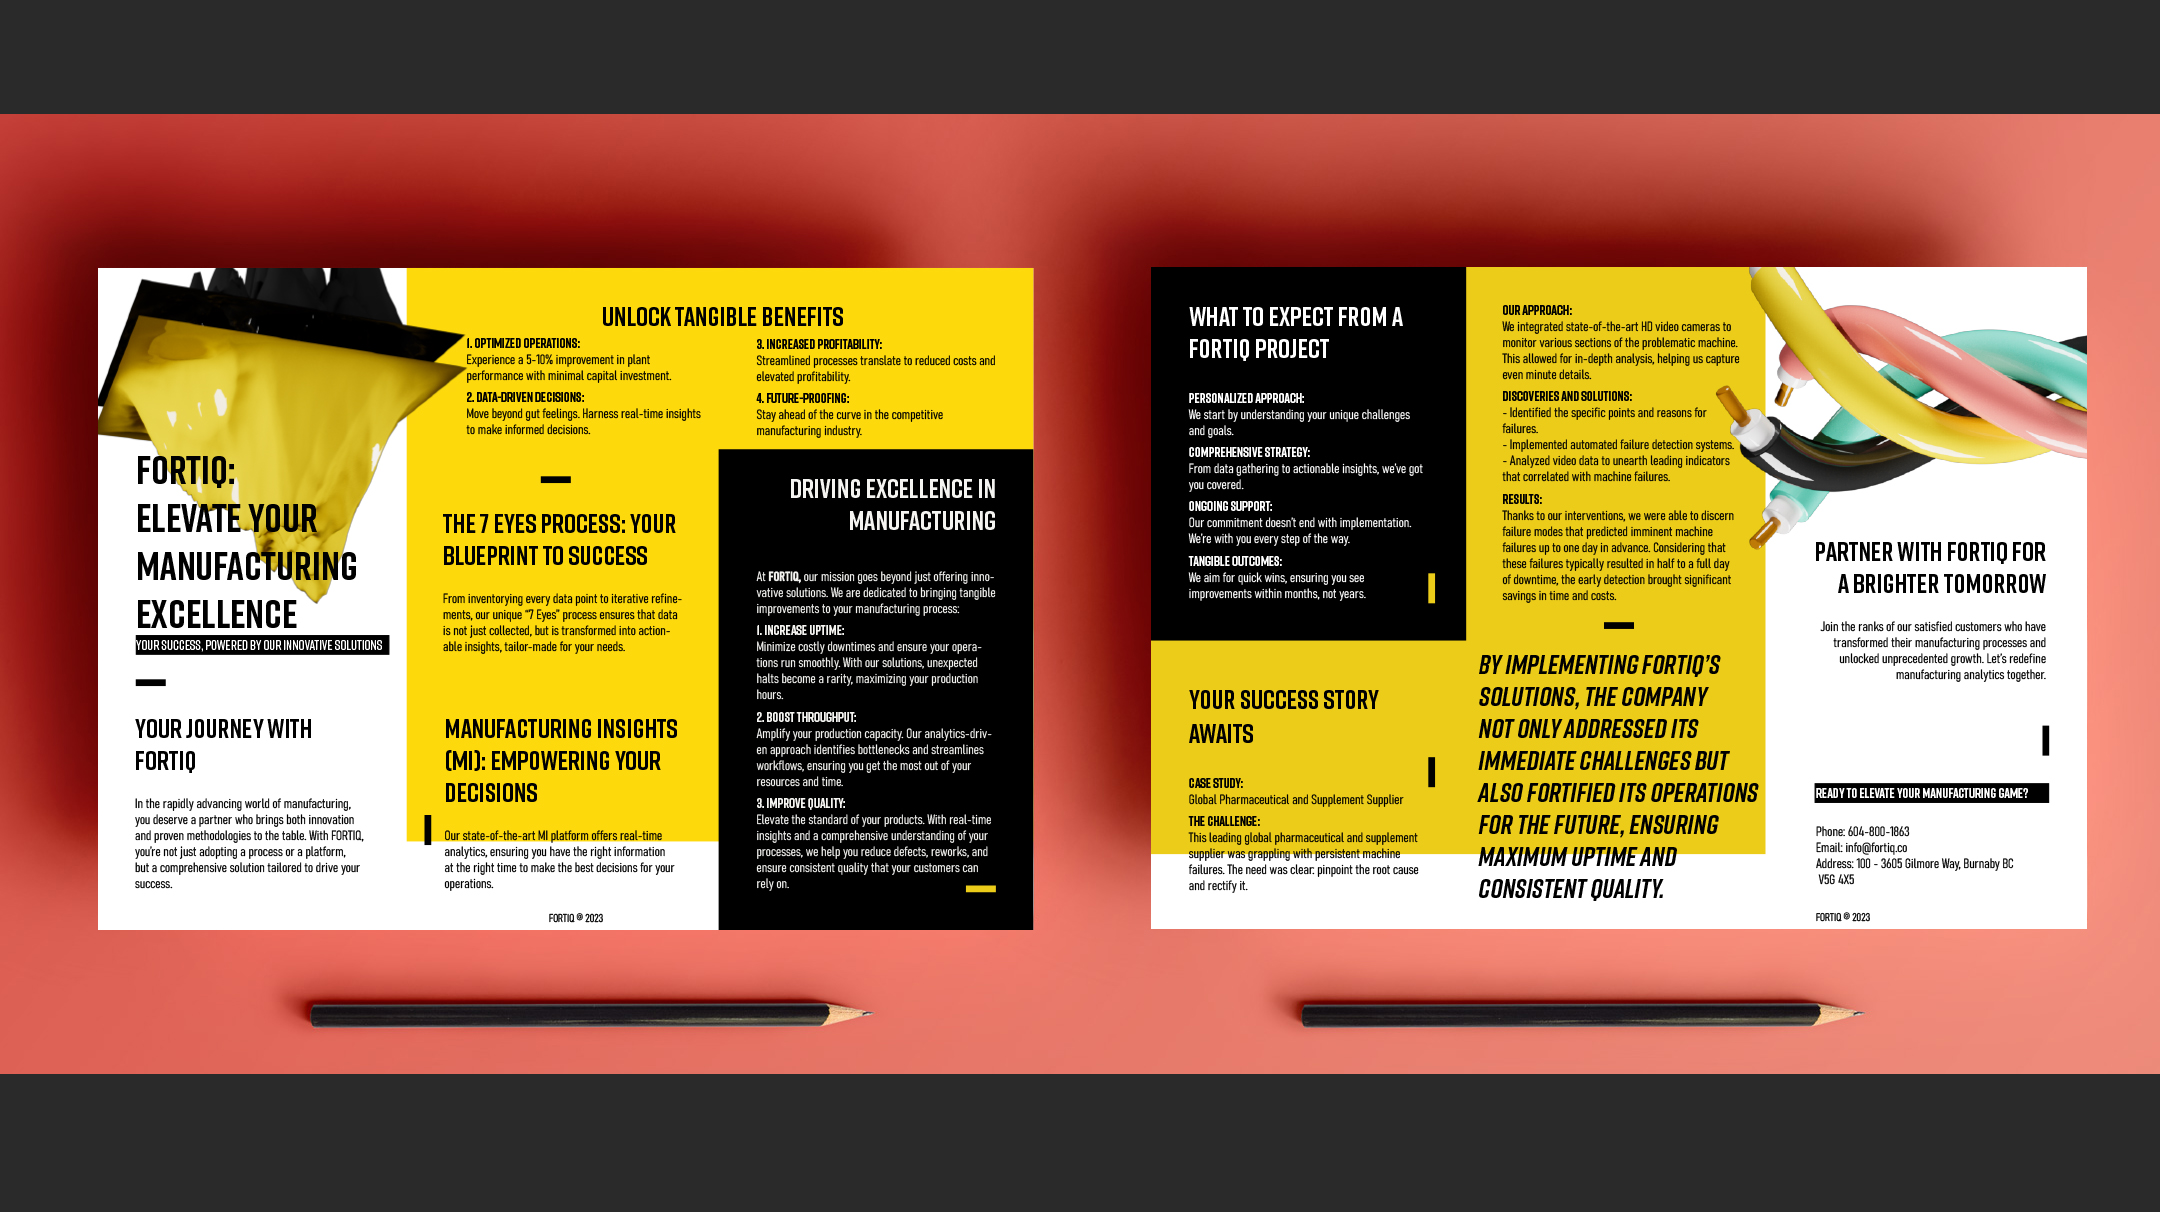 FORTIQ:
ELEVATE YOUR
MANUFACTURING
EXCELLENCE
YOUR SUCCESS, POWERED BY OUR INNOVATIVE SOLUTIONS
YOUR JOURNEY WITH
FORTIQ
In the rapidly advancing world of manufacturing,
you deserve a partner who brings both innovation
and proven methodologies to the table. With FORTIQ,
you're not just adopting a process or a platform,
but a comprehensive solution tailored to drive your
success.
UNLOCK TANGIBLE BENEFITS
1. OPTIMIZED OPERATIONS:
Experience a 5-10% improvement in plant
performance with minimal capital investment.
2. DATA-DRIVEN DECISIONS:
Move beyond gut feelings. Harness real-time insights
to make informed decisions.
3. INCREASED PROFITABILITY:
Streamlined processes translate to reduced costs and
elevated profitability.
4. FUTURE-PROOFING:
Stay ahead of the curve in the competitive
manufacturing industry.
THE 7 EYES PROCESS: YOUR
BLUEPRINT TO SUCCESS
From inventorying every data point to iterative refine-
ments, our unique "7 Eyes" process ensures that data
is not just collected, but is transformed into action-
able insights, tailor-made for your needs.
MANUFACTURING INSIGHTS
(MI): EMPOWERING YOUR
DECISIONS
Our state-of-the-art MI platform offers real-time
analytics, ensuring you have the right information
at the right time to make the best decisions for your
operations.
FORTIQ © 2023
DRIVING EXCELLENCE IN
MANUFACTURING
At FORTIQ, our mission goes beyond just offering inno-
vative solutions. We are dedicated to bringing tangible
improvements to your manufacturing process:
1. INCREASE UPTIME:
Minimize costly downtimes and ensure your opera-
tions run smoothly. With our solutions, unexpected
halts become a rarity, maximizing your production
hours.
2. BOOST THROUGHPUT:
Amplify your production capacity. Our analytics-driv-
en approach identifies bottlenecks and streamlines
workflows, ensuring you get the most out of your
resources and time.
3. IMPROVE QUALITY:
Elevate the standard of your products. With real-time
insights and a comprehensive understanding of your
processes, we help you reduce defects, reworks, and
ensure consistent quality that your customers can
rely on.
WHAT TO EXPECT FROM A
FORTIQ PROJECT
PERSONALIZED APPROACH:
We start by understanding your unique challenges
and goals.
COMPREHENSIVE STRATEGY:
From data gathering to actionable insights, we've got
you covered.
ONGOING SUPPORT:
Our commitment doesn't end with implementation.
We're with you every step of the way.
TANGIBLE OUTCOMES:
We aim for quick wins, ensuring you see
improvements within months, not years.
YOUR SUCCESS STORY
AWAITS
CASE STUDY:
Global Pharmaceutical and Supplement Supplier
THE CHALLENGE:
This leading global pharmaceutical and supplement
supplier was grappling with persistent machine
failures. The need was clear: pinpoint the root cause
and rectify it.
OUR APPROACH:
We integrated state-of-the-art HD video cameras to
monitor various sections of the problematic machine.
This allowed for in-depth analysis, helping us capture
even minute details.
DISCOVERIES AND SOLUTIONS:
- Identified the specific points and reasons for
failures.
- Implemented automated failure detection systems.
- Analyzed video data to unearth leading indicators
that correlated with machine failures.
RESULTS:
Thanks to our interventions, we were able to discern
failure modes that predicted imminent machine
failures up to one day in advance. Considering that
these failures typically resulted in half to a full day
of downtime, the early detection brought significant
savings in time and costs.
BY IMPLEMENTING FORTIQ'S
SOLUTIONS, THE COMPANY
NOT ONLY ADDRESSED ITS
IMMEDIATE CHALLENGES BUT
ALSO FORTIFIED ITS OPERATIONS
FOR THE FUTURE, ENSURING
MAXIMUM UPTIME AND
CONSISTENT QUALITY.
PARTNER WITH FORTIQ FOR
A BRIGHTER TOMORROW
Join the ranks of our satisfied customers who have
transformed their manufacturing processes and
unlocked unprecedented growth. Let's redefine
manufacturing analytics together.
READY TO ELEVATE YOUR MANUFACTURING GAME?
Phone: 604-800-1863
Email: info@fortiq.co
Address: 100 - 3605 Gilmore Way, Burnaby BC
V5G 4X5
FORTIQ © 2023